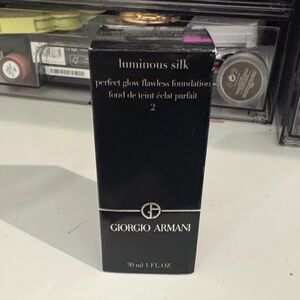 luminous silk
perfect glow flawless foundation
fond de teint éclat parfait
2
GIORGIO ARMANI
30 ml 1 FL. OZ.